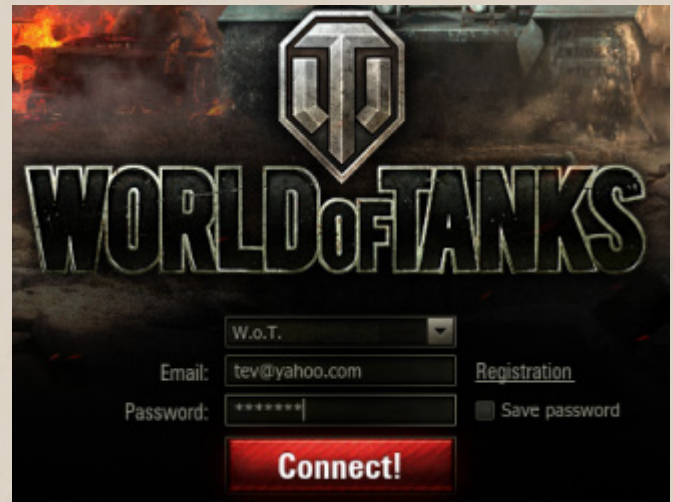 WORLD OF TANKS
W.o.T.
Email: tev@yahoo.com Registration
Password: *******| Save password
Connect!